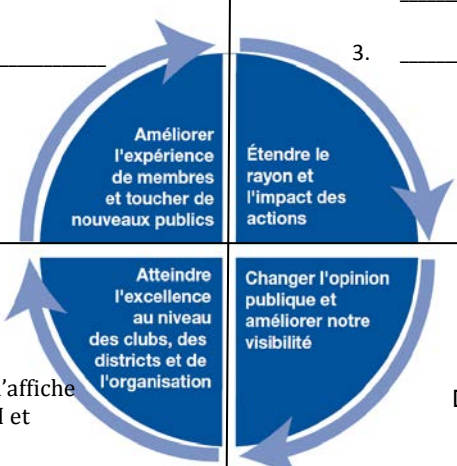 3.
Améliorer
l'expérience
de membres
et toucher de
nouveaux publics
Étendre le
rayon et
l'impact des
actions
Atteindre
l'excellence
au niveau
des clubs, des
districts et de
l'organisation
Changer l'opinion
publique et
améliorer notre
visibilité
l'affiche
et